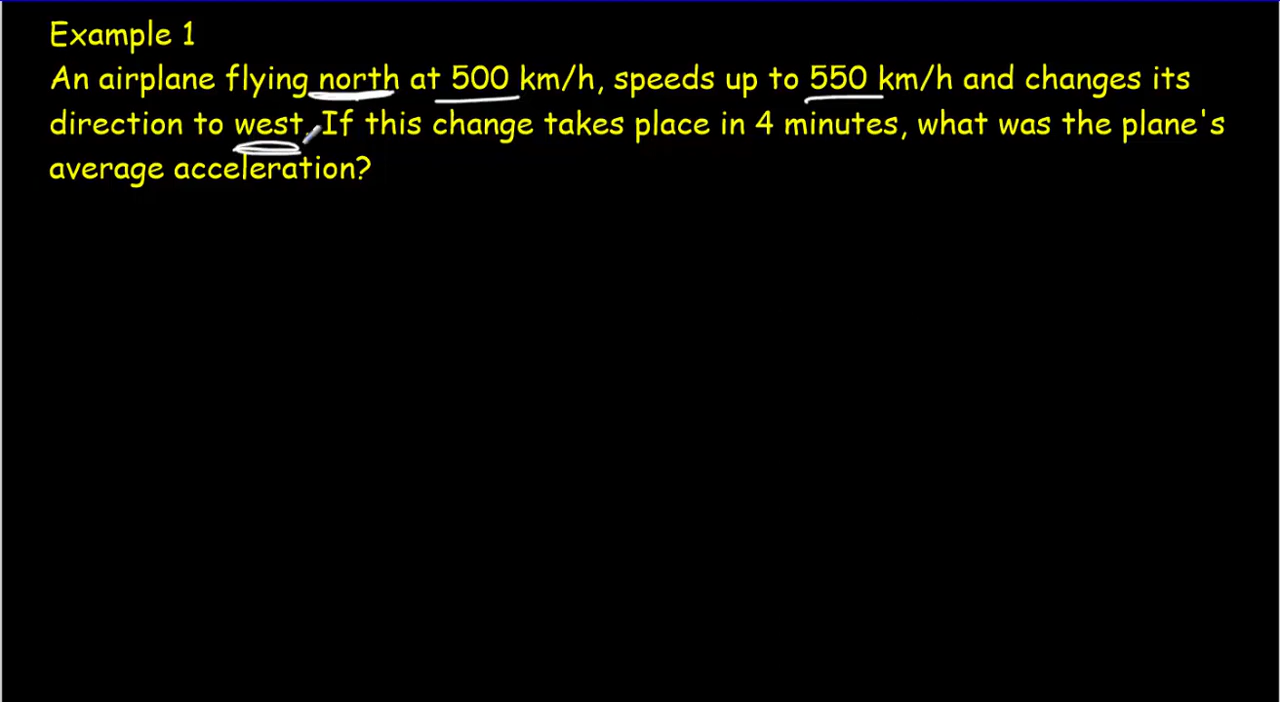 Example 1
An airplane flying north at 500 km/h, speeds up to 550 km/h and changes its
direction to west. If this change takes place in 4 minutes, what was the plane's
average acceleration?